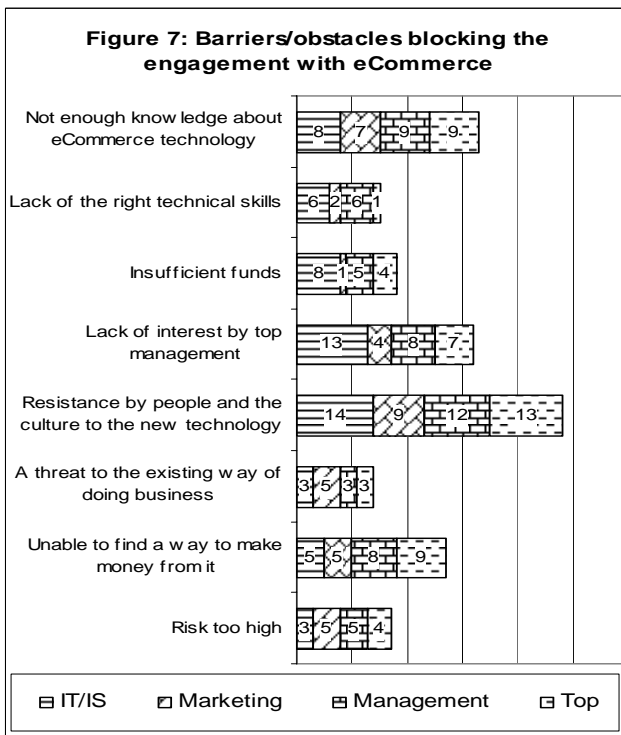 Figure 7: Barriers/obstacles blocking the
engagement with eCommerce
Not enough knowledge about
eCommerce technology
8 7 9 9
Lack of the right technical skills
6 2 6 1
Insufficient funds
8 1 5 4
Lack of interest by top
management
13 4 8 7
Resistance by people and the
culture to the new technology
14 9 12 13
A threat to the existing way of
doing business
3 5 3 3
Unable to find a way to make
money from it
5 5 8 9
Risk too high
3 5 5 4
IT/IS Marketing Management Top